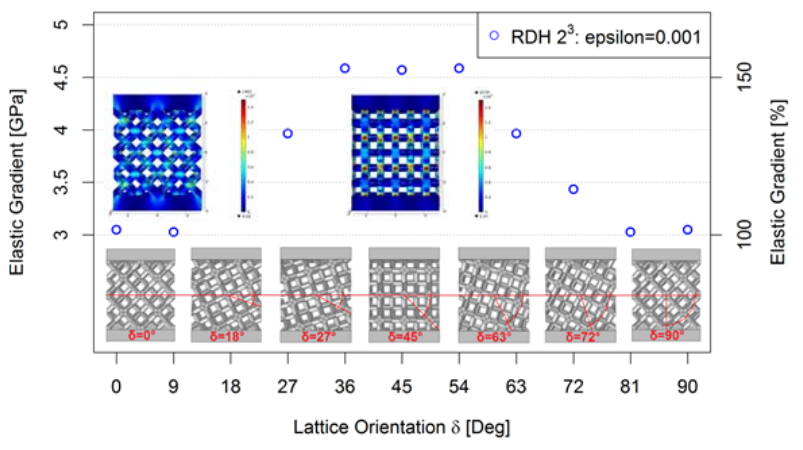 RDH 2³: epsilon=0.001
Elastic Gradient [GPa]
5
4.5
4
3.5
3
150
100
Elastic Gradient [%]
δ=0°
δ=18°
δ=27°
δ=45°
δ=63°
δ=72°
δ=90°
0 9 18 27 36 45 54 63 72 81 90
Lattice Orientation δ [Deg]